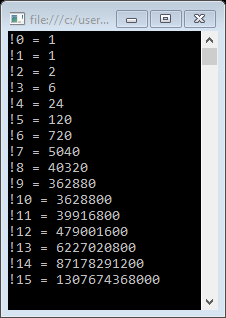 file:///c:/user...
!0 = 1
!1 = 1
!2 = 2
!3 = 6
!4 = 24
!5 = 120
!6 = 720
!7 = 5040
!8 = 40320
!9 = 362880
!10 = 3628800
!11 = 39916800
!12 = 479001600
!13 = 6227020800
!14 = 87178291200
!15 = 1307674368000